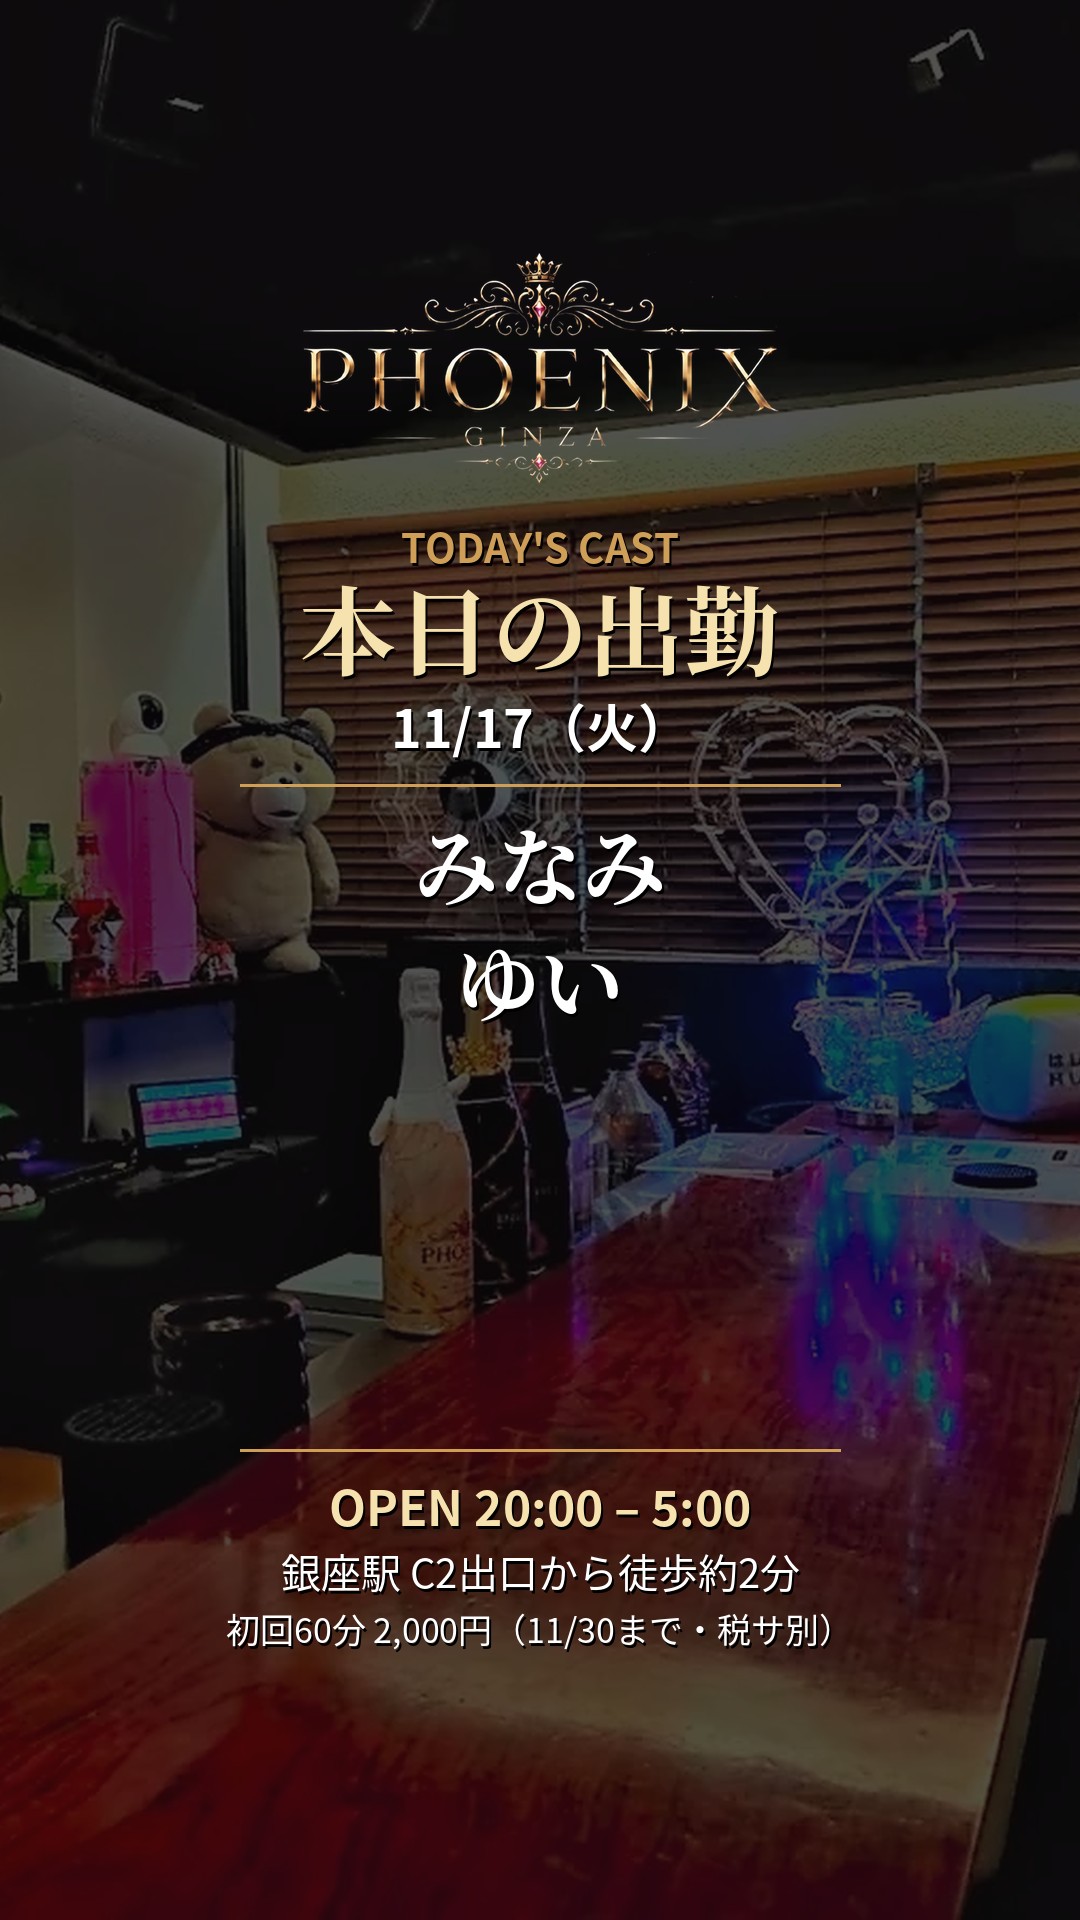 PHOENIX
GINZA
TODAY'S CAST
本日の出勤
11/17（火）
みなみ
ゆい
OPEN 20:00 – 5:00
銀座駅 C2出口から徒歩約2分
初回60分 2,000円（11/30まで・税サ別）